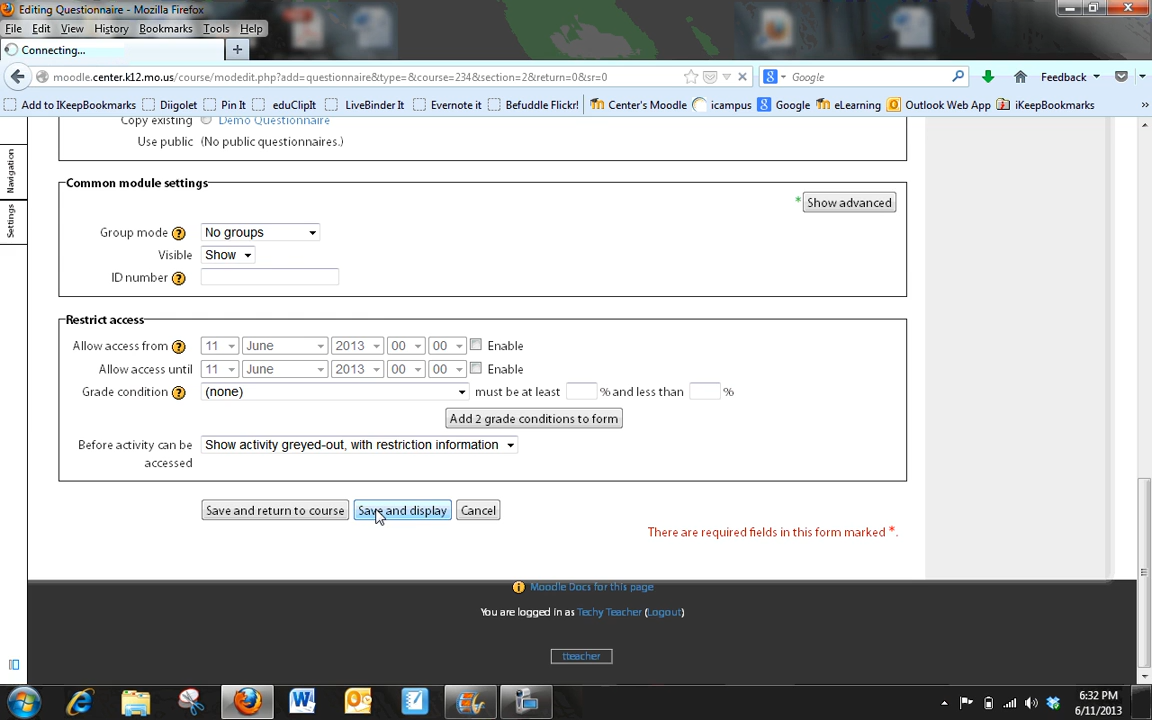 Editing Questionnaire - Mozilla Firefox
File Edit View History Bookmarks Tools Help
Connecting... +
moodle.center.k12.mo.us/course/modedit.php?add=questionnaire&type=&course=234&section=2&return=0&sr=0 Google Feedback
Add to IKeepBookmarks Diigolet Pin It eduClipIt LiveBinder It Evernote it Befuddle Flickr! Center's Moodle icampus Google eLearning Outlook Web App iKeepBookmarks »
Copy existing Demo Questionnaire
Use public (No public questionnaires.)
Navigation
Settings
Common module settings
* Show advanced
Group mode ? No groups
Visible Show
ID number ?
Restrict access
Allow access from ? 11 June 2013 00 00 Enable
Allow access until 11 June 2013 00 00 Enable
Grade condition ? (none) must be at least % and less than %
Add 2 grade conditions to form
Before activity can be Show activity greyed-out, with restriction information
accessed
Save and return to course Save and display Cancel
There are required fields in this form marked *.
Moodle Docs for this page
You are logged in as Techy Teacher (Logout)
tteacher
6:32 PM
6/11/2013